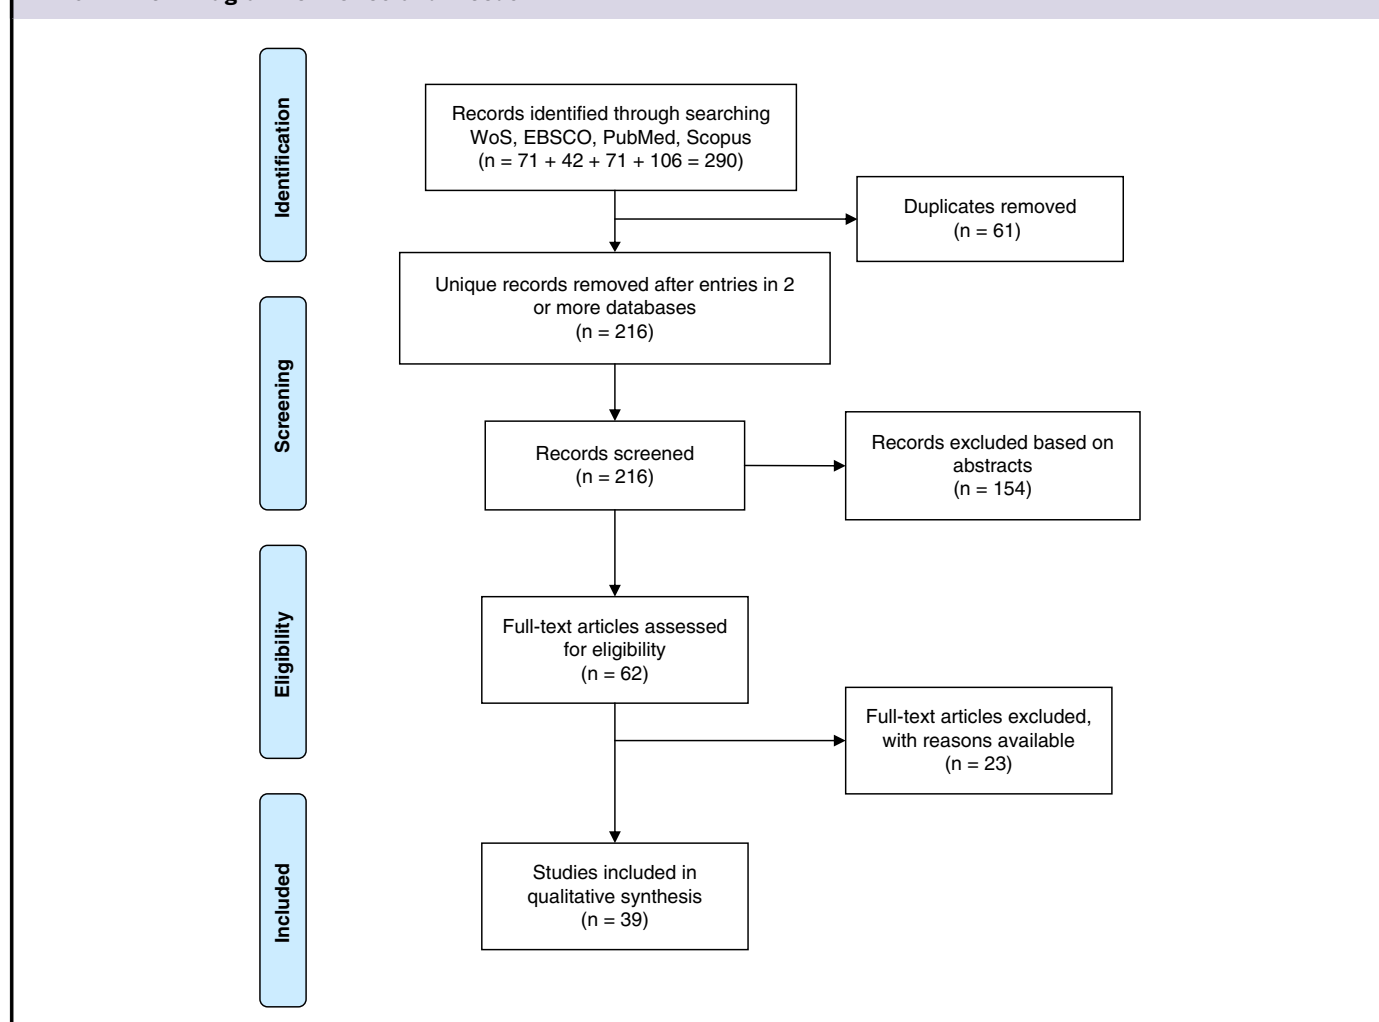 Identification
Records identified through searching
WoS, EBSCO, PubMed, Scopus
(n = 71 + 42 + 71 + 106 = 290)
Duplicates removed
(n = 61)
Unique records removed after entries in 2
or more databases
(n = 216)
Screening
Records screened
(n = 216)
Records excluded based on
abstracts
(n = 154)
Eligibility
Full-text articles assessed
for eligibility
(n = 62)
Full-text articles excluded,
with reasons available
(n = 23)
Included
Studies included in
qualitative synthesis
(n = 39)